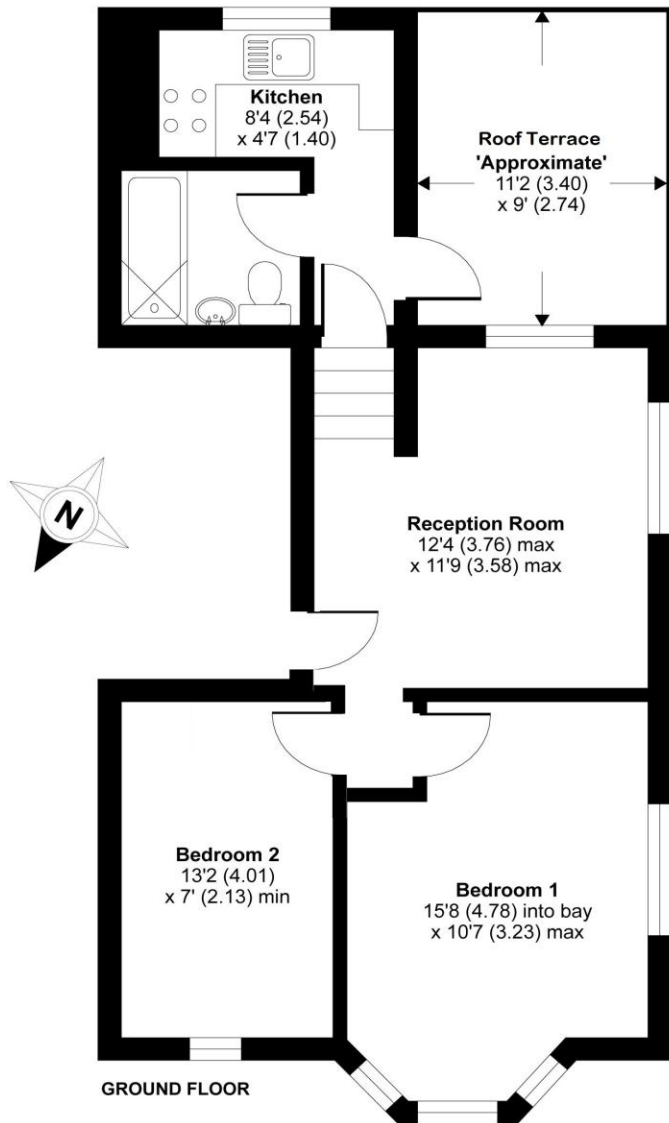 Kitchen
8'4 (2.54)
x 4'7 (1.40)
Roof Terrace
'Approximate'
11'2 (3.40)
x 9' (2.74)
N
Reception Room
12'4 (3.76) max
x 11'9 (3.58) max
Bedroom 2
13'2 (4.01)
x 7' (2.13) min
Bedroom 1
15'8 (4.78) into bay
x 10'7 (3.23) max
GROUND FLOOR